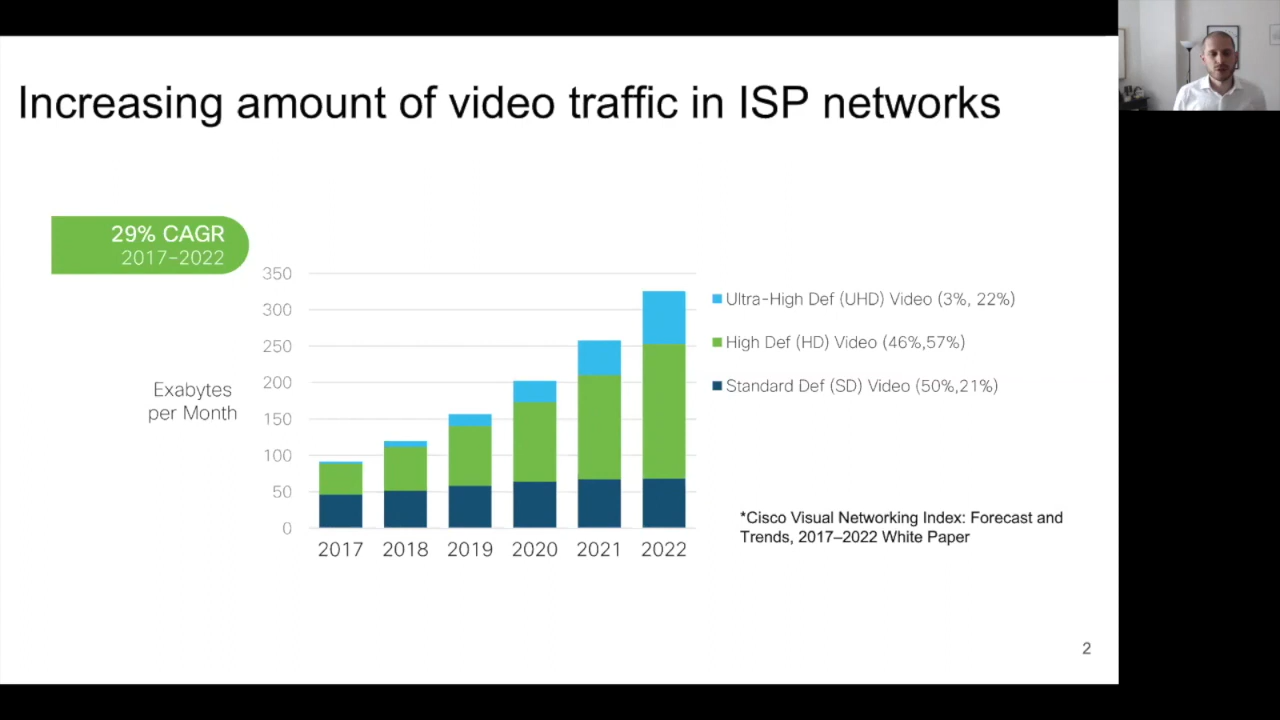 Increasing amount of video traffic in ISP networks
29% CAGR
2017–2022
350
300
250
200
150
100
50
0
Exabytes
per Month
2017 2018 2019 2020 2021 2022
Ultra-High Def (UHD) Video (3%, 22%)
High Def (HD) Video (46%,57%)
Standard Def (SD) Video (50%,21%)
*Cisco Visual Networking Index: Forecast and
Trends, 2017–2022 White Paper
2